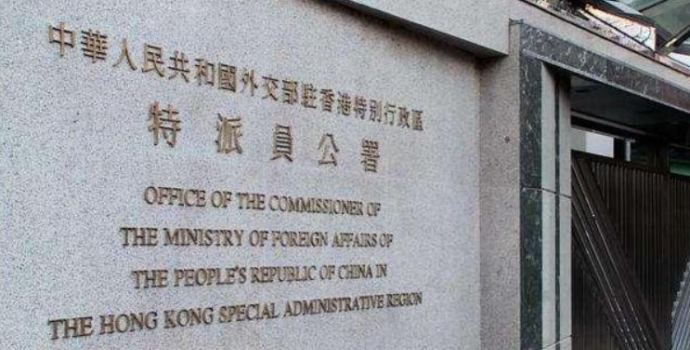 中華人民共和國外交部駐香港特別行政區
特派員公署
OFFICE OF THE COMMISSIONER OF
THE MINISTRY OF FOREIGN AFFAIRS OF
THE PEOPLE'S REPUBLIC OF CHINA IN
THE HONG KONG SPECIAL ADMINISTRATIVE REGION